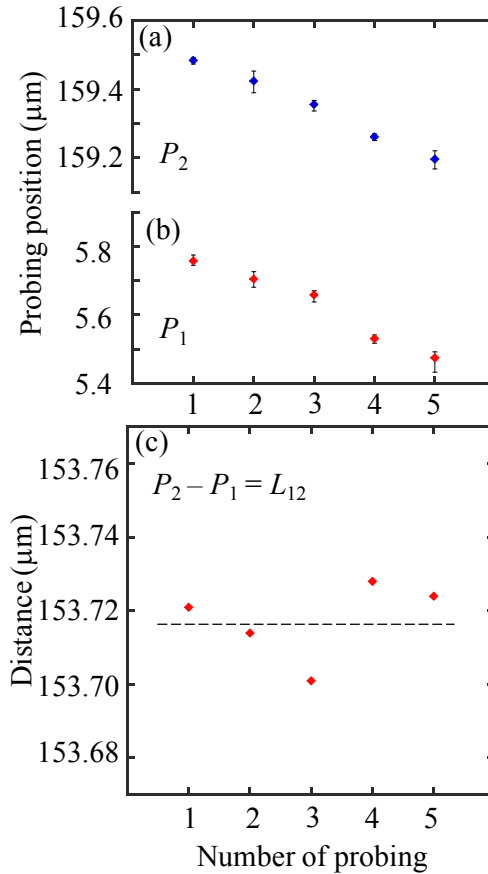 159.6
(a)
159.4
159.2
P₂
Probing position (μm)
(b)
5.8
5.6
P₁
5.4
1 2 3 4 5
(c)
153.76
P₂ – P₁ = L₁₂
153.74
153.72
153.70
153.68
Distance (μm)
1 2 3 4 5
Number of probing